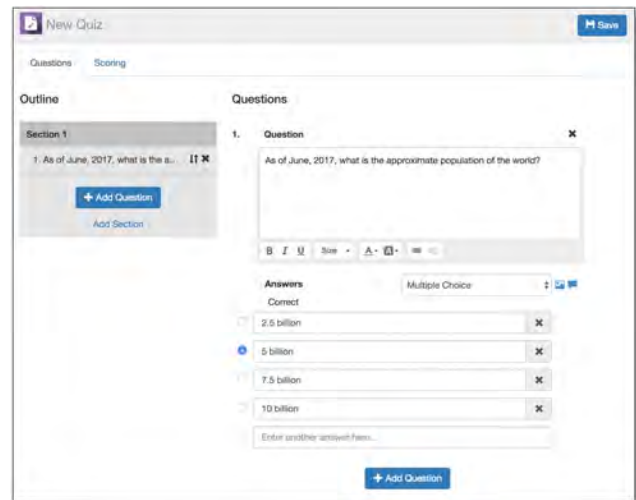 New Quiz
Save
Questions Scoring
Outline
Section 1
1. As of June, 2017, what is the a...
+ Add Question
Add Section
Questions
1. Question
As of June, 2017, what is the approximate population of the world?
B I U Size A A
Answers Multiple Choice
Correct
2.5 billion
5 billion
7.5 billion
10 billion
Enter another answer here...
+ Add Question